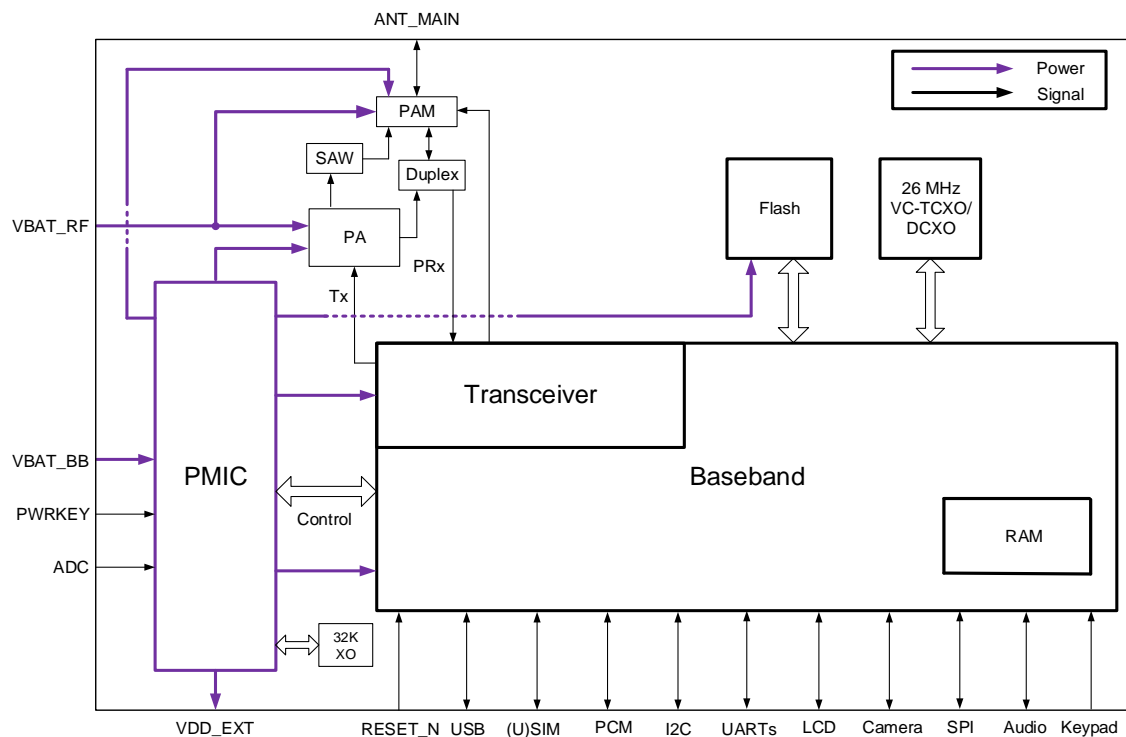 ANT_MAIN
Power
Signal
PAM
SAW
Duplex
Flash
26 MHz
VC-TCXO/
DCXO
VBAT_RF
PA
PRx
Tx
Transceiver
VBAT_BB
PMIC
Baseband
PWRKEY
Control
RAM
ADC
32K
XO
VDD_EXT
RESET_N
USB
(U)SIM
PCM
I2C
UARTs
LCD
Camera
SPI
Audio
Keypad